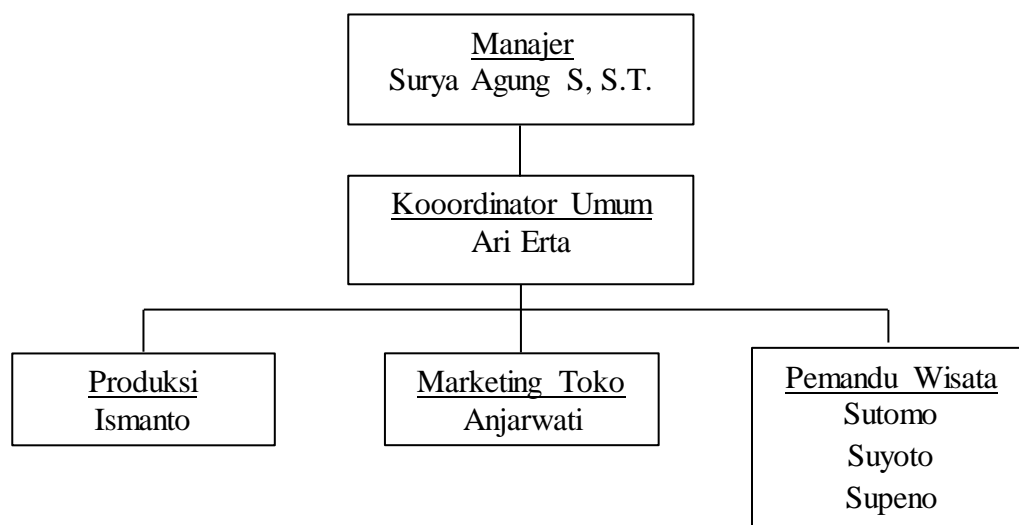 Manajer
Surya Agung S, S.T.
Kooordinator Umum
Ari Erta
Produksi
Ismanto
Marketing Toko
Anjarwati
Pemandu Wisata
Sutomo
Suyoto
Supeno